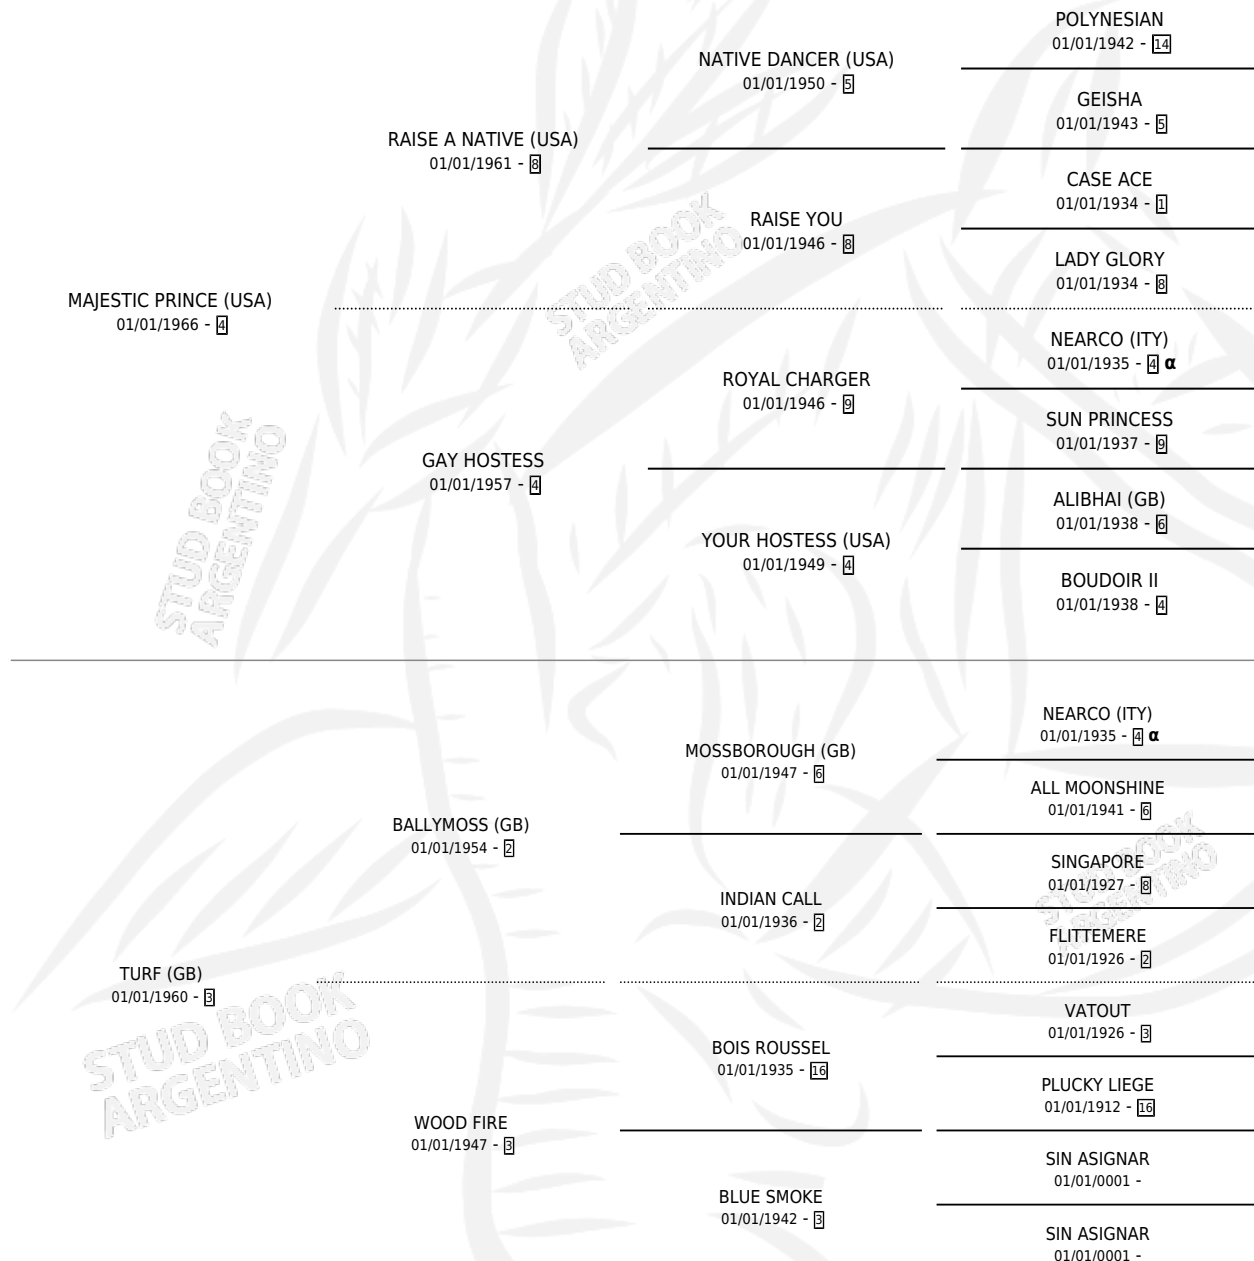 POLYNESIAN
01/01/1942 - 14
NATIVE DANCER (USA)
01/01/1950 - 5
GEISHA
01/01/1943 - 5
RAISE A NATIVE (USA)
01/01/1961 - 8
CASE ACE
01/01/1934 - 1
RAISE YOU
01/01/1946 - 8
LADY GLORY
01/01/1934 - 8
MAJESTIC PRINCE (USA)
01/01/1966 - 4
NEARCO (ITY)
01/01/1935 - 4 α
ROYAL CHARGER
01/01/1946 - 9
SUN PRINCESS
01/01/1937 - 9
GAY HOSTESS
01/01/1957 - 4
ALIBHAI (GB)
01/01/1938 - 6
YOUR HOSTESS (USA)
01/01/1949 - 4
BOUDOIR II
01/01/1938 - 4
NEARCO (ITY)
01/01/1935 - 4 α
MOSSBOROUGH (GB)
01/01/1947 - 6
ALL MOONSHINE
01/01/1941 - 6
BALLYMOSS (GB)
01/01/1954 - 2
SINGAPORE
01/01/1927 - 8
INDIAN CALL
01/01/1936 - 2
FLITTEMERE
01/01/1926 - 2
TURF (GB)
01/01/1960 - 3
VATOUT
01/01/1926 - 3
BOIS ROUSSEL
01/01/1935 - 16
PLUCKY LIEGE
01/01/1912 - 16
WOOD FIRE
01/01/1947 - 3
SIN ASIGNAR
01/01/0001 -
BLUE SMOKE
01/01/1942 - 3
SIN ASIGNAR
01/01/0001 -
STUD BOOK
ARGENTINO
STUD BOOK
ARGENTINO
STUD BOOK
ARGENTINO
STUD BOOK
ARGENTINO